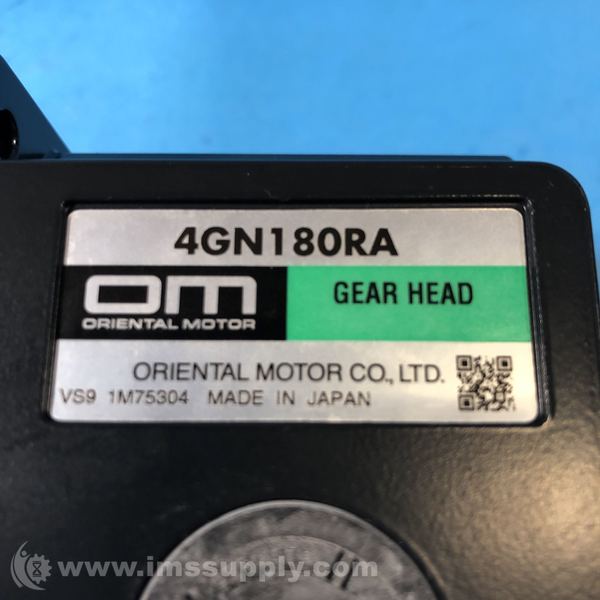 4GN180RA
OM
ORIENTAL MOTOR
GEAR HEAD
ORIENTAL MOTOR CO., LTD.
VS9 1M75304 MADE IN JAPAN
www.imssupply.com